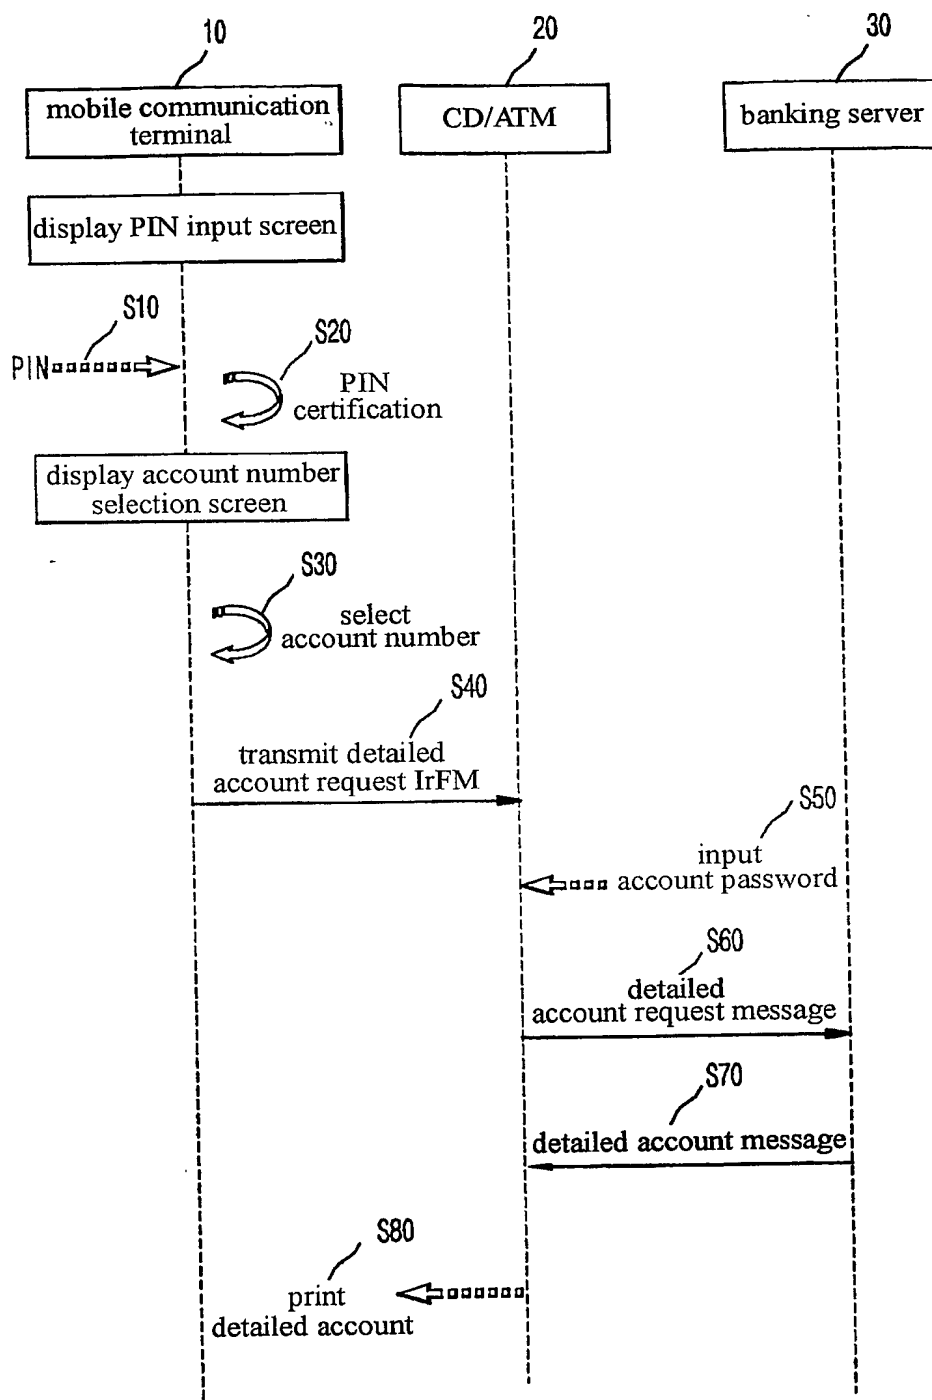 10
20
30
mobile communication
terminal
CD/ATM
banking server
display PIN input screen
S10
PIN
S20
PIN
certification
display account number
selection screen
S30
select
account number
S40
transmit detailed
account request IrFM
S50
input
account password
S60
detailed
account request message
S70
detailed account message
S80
print
detailed account